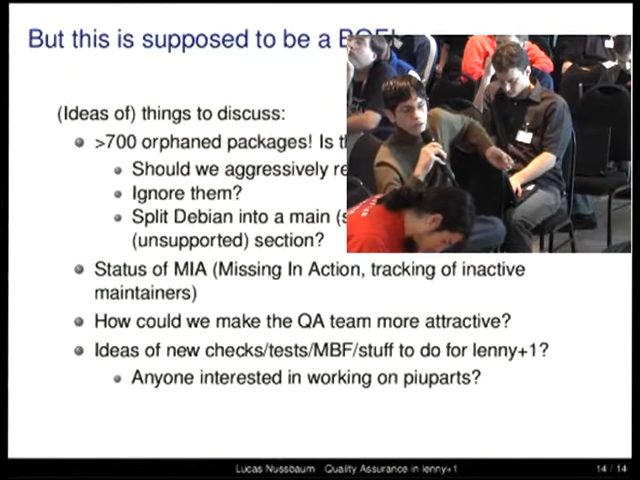 But this is supposed to be a BOF!
(Ideas of) things to discuss:
>700 orphaned packages! Is
Should we aggressively
Ignore them?
Split Debian into a main
(unsupported) section?
Status of MIA (Missing In Action, tracking of inactive
maintainers)
How could we make the QA team more attractive?
Ideas of new checks/tests/MBF/stuff to do for lenny+1?
Anyone interested in working on piuparts?
Lucas Nussbaum Quality Assurance in lenny+1 14 / 14